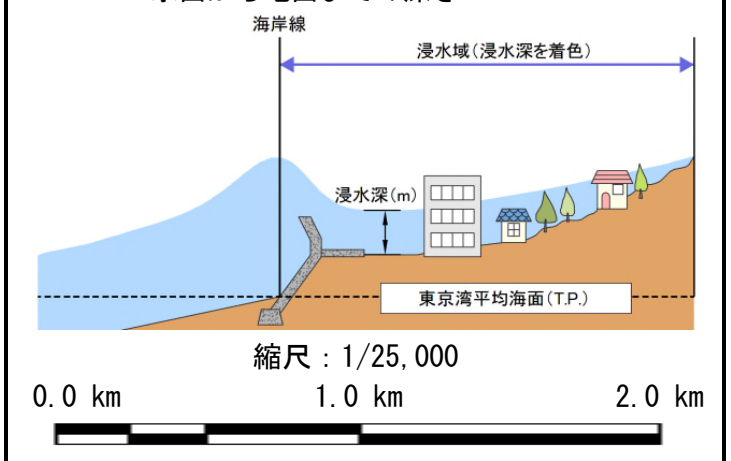 海岸線
浸水域（浸水深を着色）
浸水深（m）
東京湾平均海面（T.P.）
縮尺：1/25,000
0.0 km 1.0 km 2.0 km